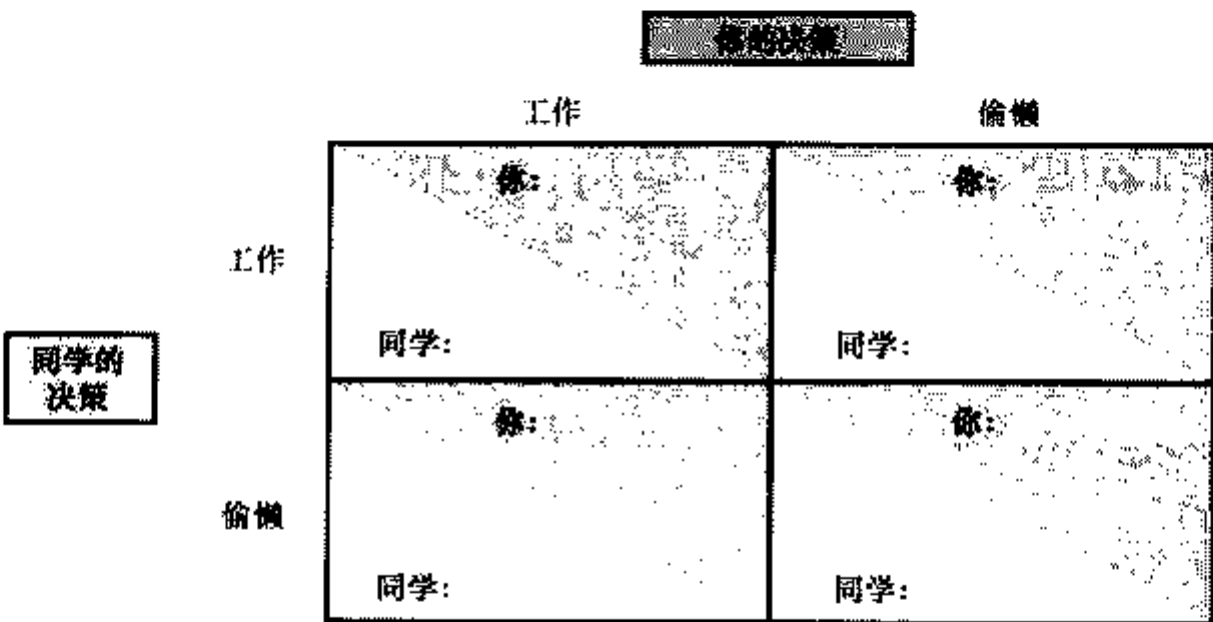 你的决策
工作 偷懒
你: 你:
工作
同学: 同学:
同学的
决策
你: 你:
偷懒
同学: 同学: